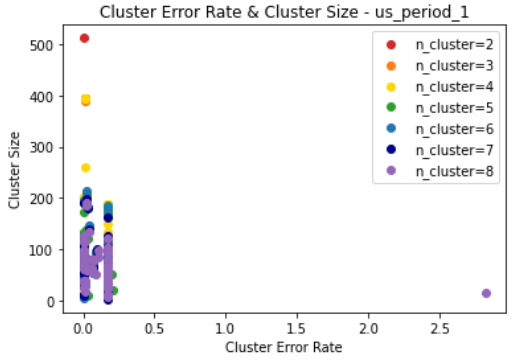 Cluster Error Rate & Cluster Size - us_period_1
500
400
300
200
100
0
Cluster Size
n_cluster=2
n_cluster=3
n_cluster=4
n_cluster=5
n_cluster=6
n_cluster=7
n_cluster=8
0.0 0.5 1.0 1.5 2.0 2.5
Cluster Error Rate